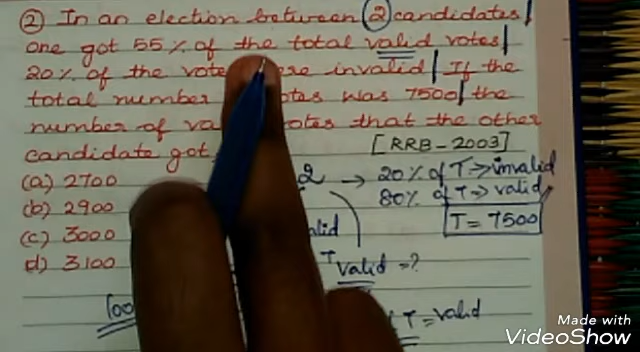 ② In an election between ② candidates,
one got 55% of the total valid votes,
20% of the vote re invalid, If the
total number otes was 7500, the
number of va otes that the other
candidate got, [RRB-2003]
(a) 2700 2 → 20% of T => invalid
80% of T => valid
(b) 2900 T = 7500
(c) 3000 alid
(d) 3100 T valid = ?
100
T = valid
Made with
VideoShow